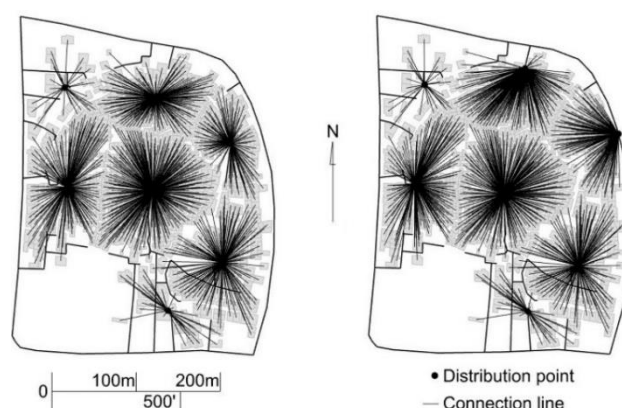 N
0 100m 200m
500'
• Distribution point
— Connection line